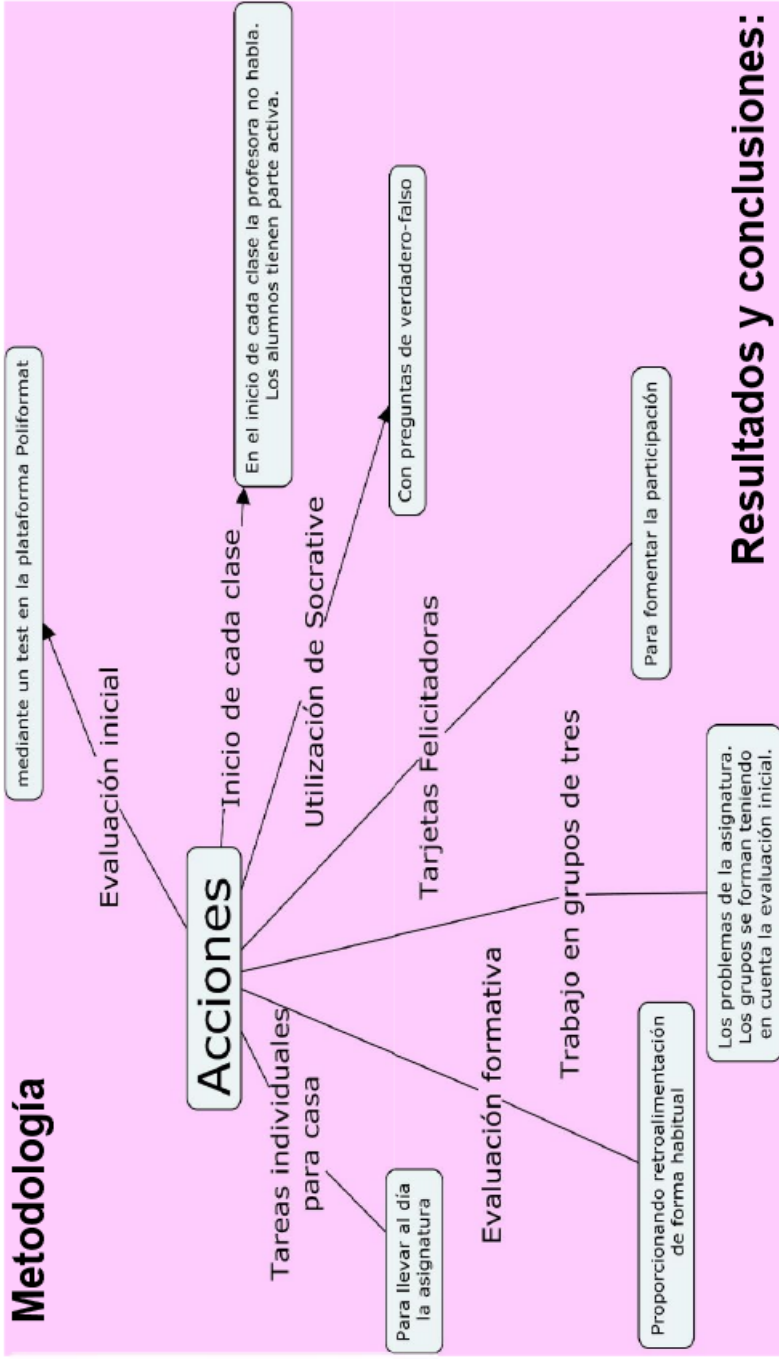 Metodología
Acciones
Evaluación inicial
mediante un test en la plataforma Poliformat
Inicio de cada clase
En el inicio de cada clase la profesora no habla.
Los alumnos tienen parte activa.
Utilización de Socrative
Con preguntas de verdadero-falso
Tarjetas Felicitadoras
Para fomentar la participación
Trabajo en grupos de tres
Los problemas de la asignatura.
Los grupos se forman teniendo
en cuenta la evaluación inicial.
Evaluación formativa
Proporcionando retroalimentación
de forma habitual
Tareas individuales
para casa
Para llevar al día
la asignatura
Resultados y conclusiones: